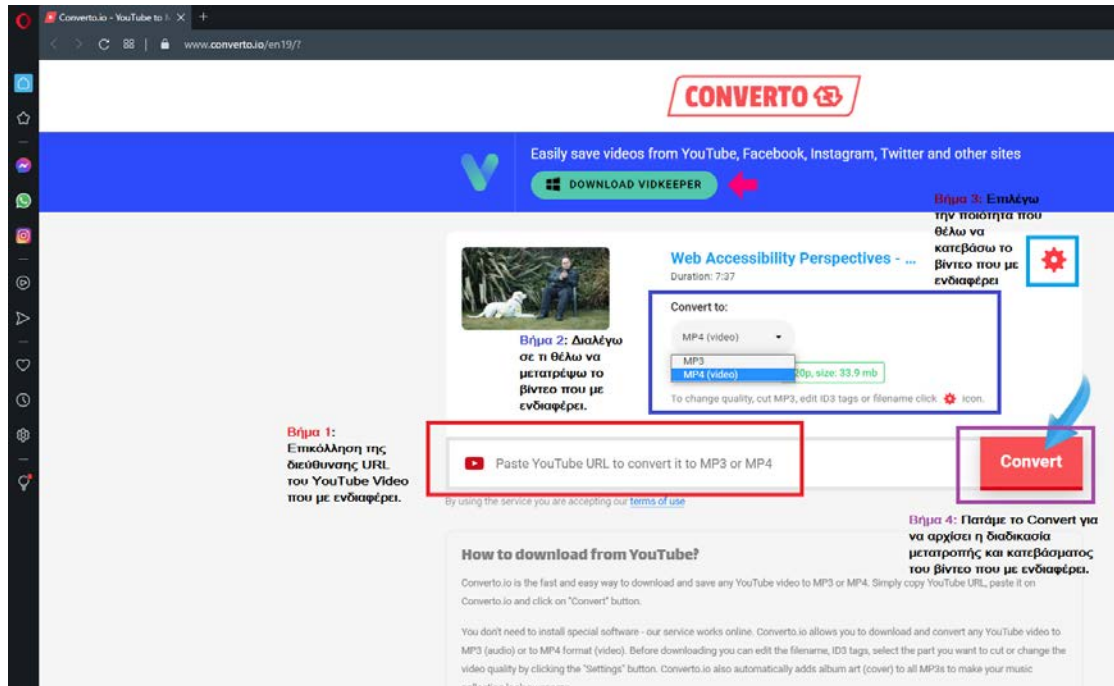 Converto.io - YouTube to
www.converto.io/en19/?
CONVERTO
Easily save videos from YouTube, Facebook, Instagram, Twitter and other sites
DOWNLOAD VIDKEEPER
Βήμα 3: Επιλέγω
την ποιότητα που
θέλω να
κατεβάσω το
βίντεο που με
ενδιαφέρει
Web Accessibility Perspectives - ...
Duration: 7:37
Convert to:
MP4 (video)
MP3
MP4 (video)
20p, size: 33.9 mb
To change quality, cut MP3, edit ID3 tags or filename click icon.
Βήμα 2: Διαλέγω
σε τι θέλω να
μετατρέψω το
βίντεο που με
ενδιαφέρει.
Βήμα 1:
Επικόλληση της
διεύθυνσης URL
του YouTube Video
που με ενδιαφέρει.
Paste YouTube URL to convert it to MP3 or MP4
Convert
By using the service you are accepting our terms of use
Βήμα 4: Πατάμε το Convert για
να αρχίσει η διαδικασία
μετατροπής και κατεβάσματος
του βίντεο που με ενδιαφέρει.
How to download from YouTube?
Converto.io is the fast and easy way to download and save any YouTube video to MP3 or MP4. Simply copy YouTube URL, paste it on
Converto.io and click on "Convert" button.
You don't need to install special software - our service works online. Converto.io allows you to download and convert any YouTube video to
MP3 (audio) or to MP4 format (video). Before downloading you can edit the filename, ID3 tags, select the part you want to cut or change the
video quality by clicking the "Settings" button. Converto.io also automatically adds album art (cover) to all MP3s to make your music